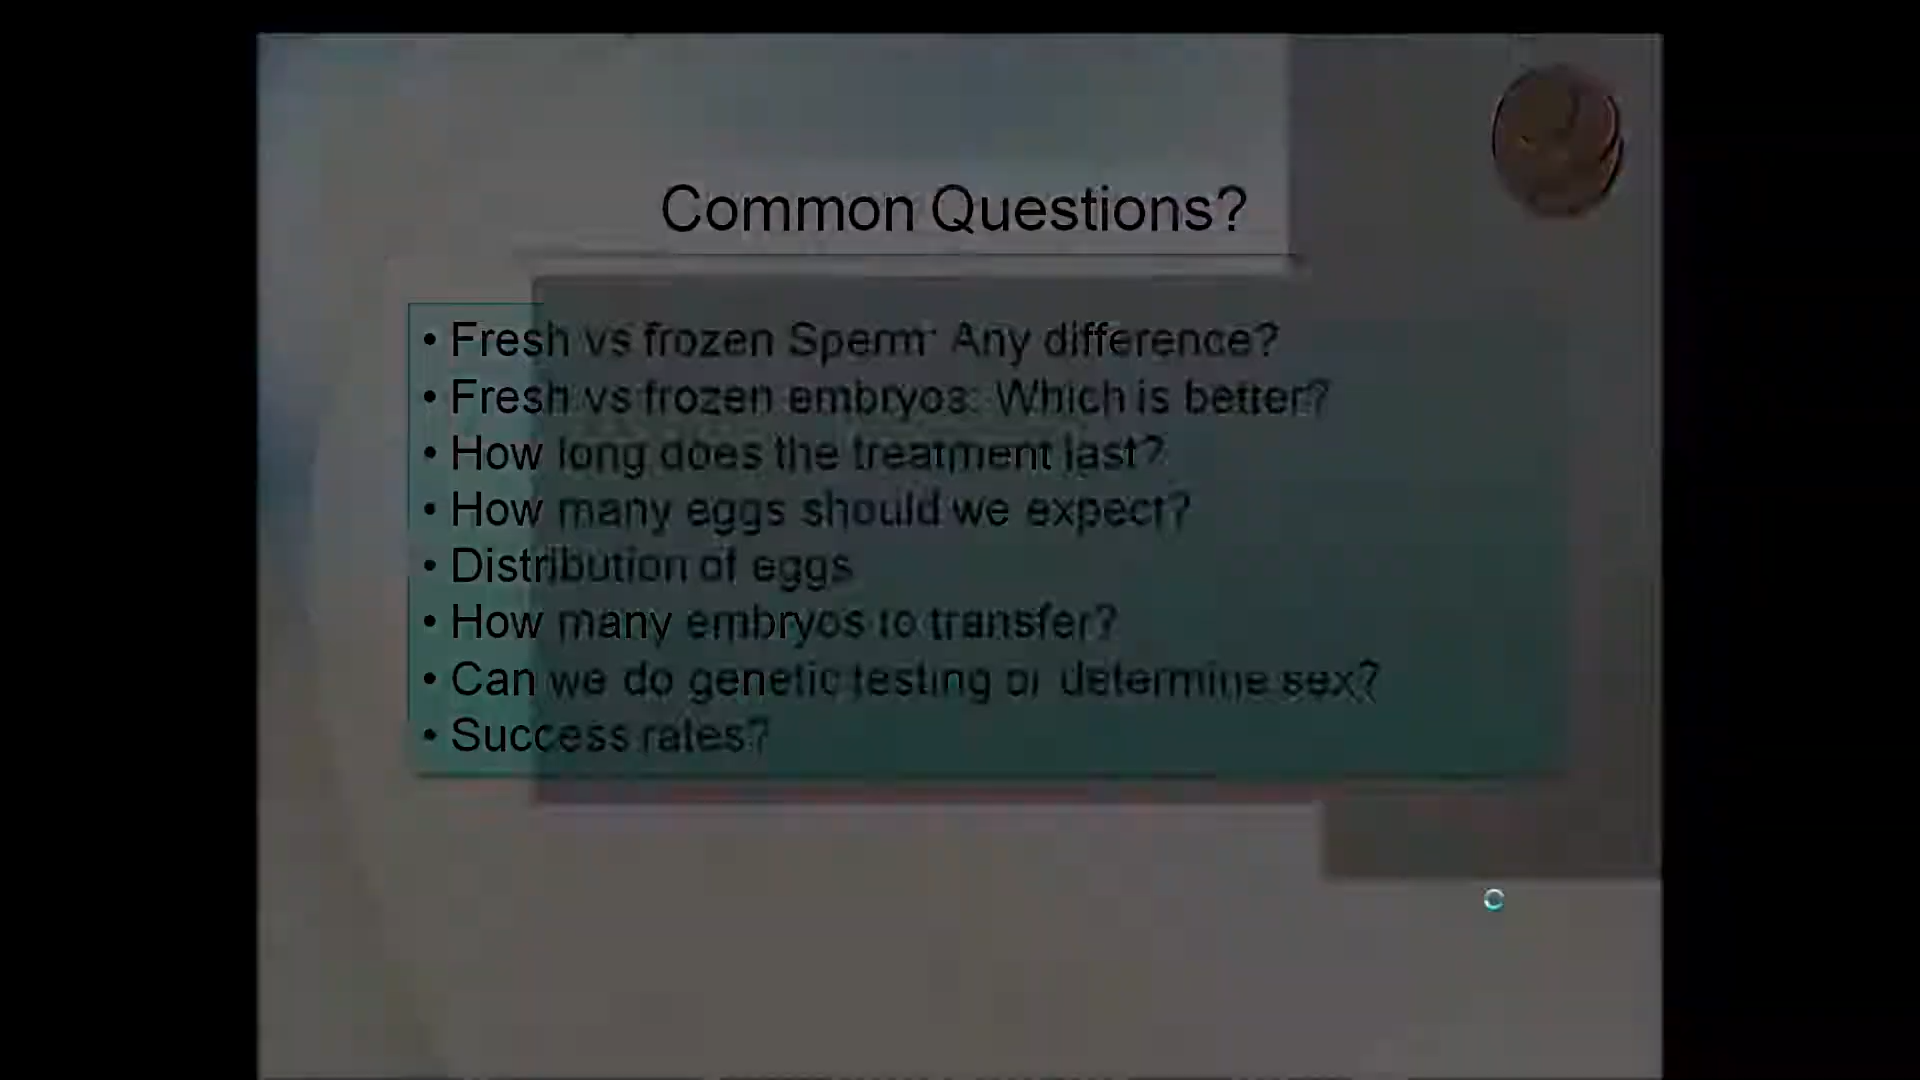 Common Questions?
• Fresh vs frozen Sperm: Any difference?
• Fresh vs frozen embryos: Which is better?
• How long does the treatment last?
• How many eggs should we expect?
• Distribution of eggs
• How many embryos to transfer?
• Can we do genetic testing or determine sex?
• Success rates?